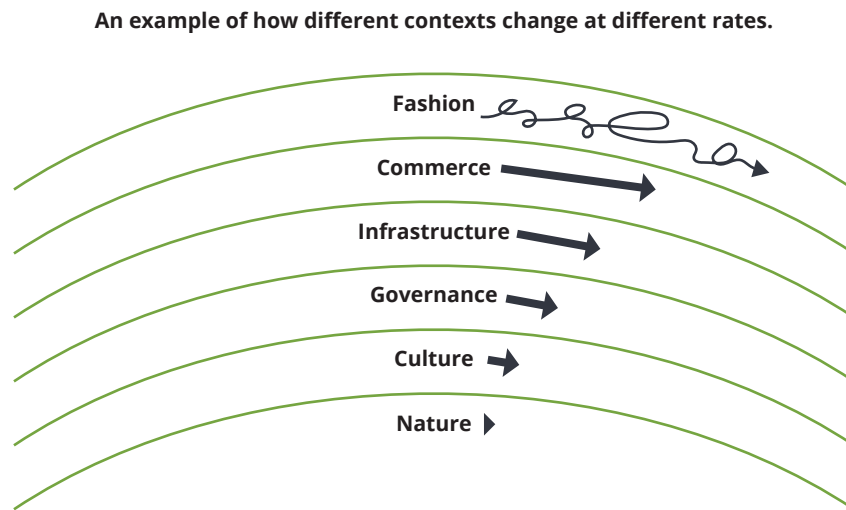 An example of how different contexts change at different rates.
Fashion
Commerce
Infrastructure
Governance
Culture
Nature